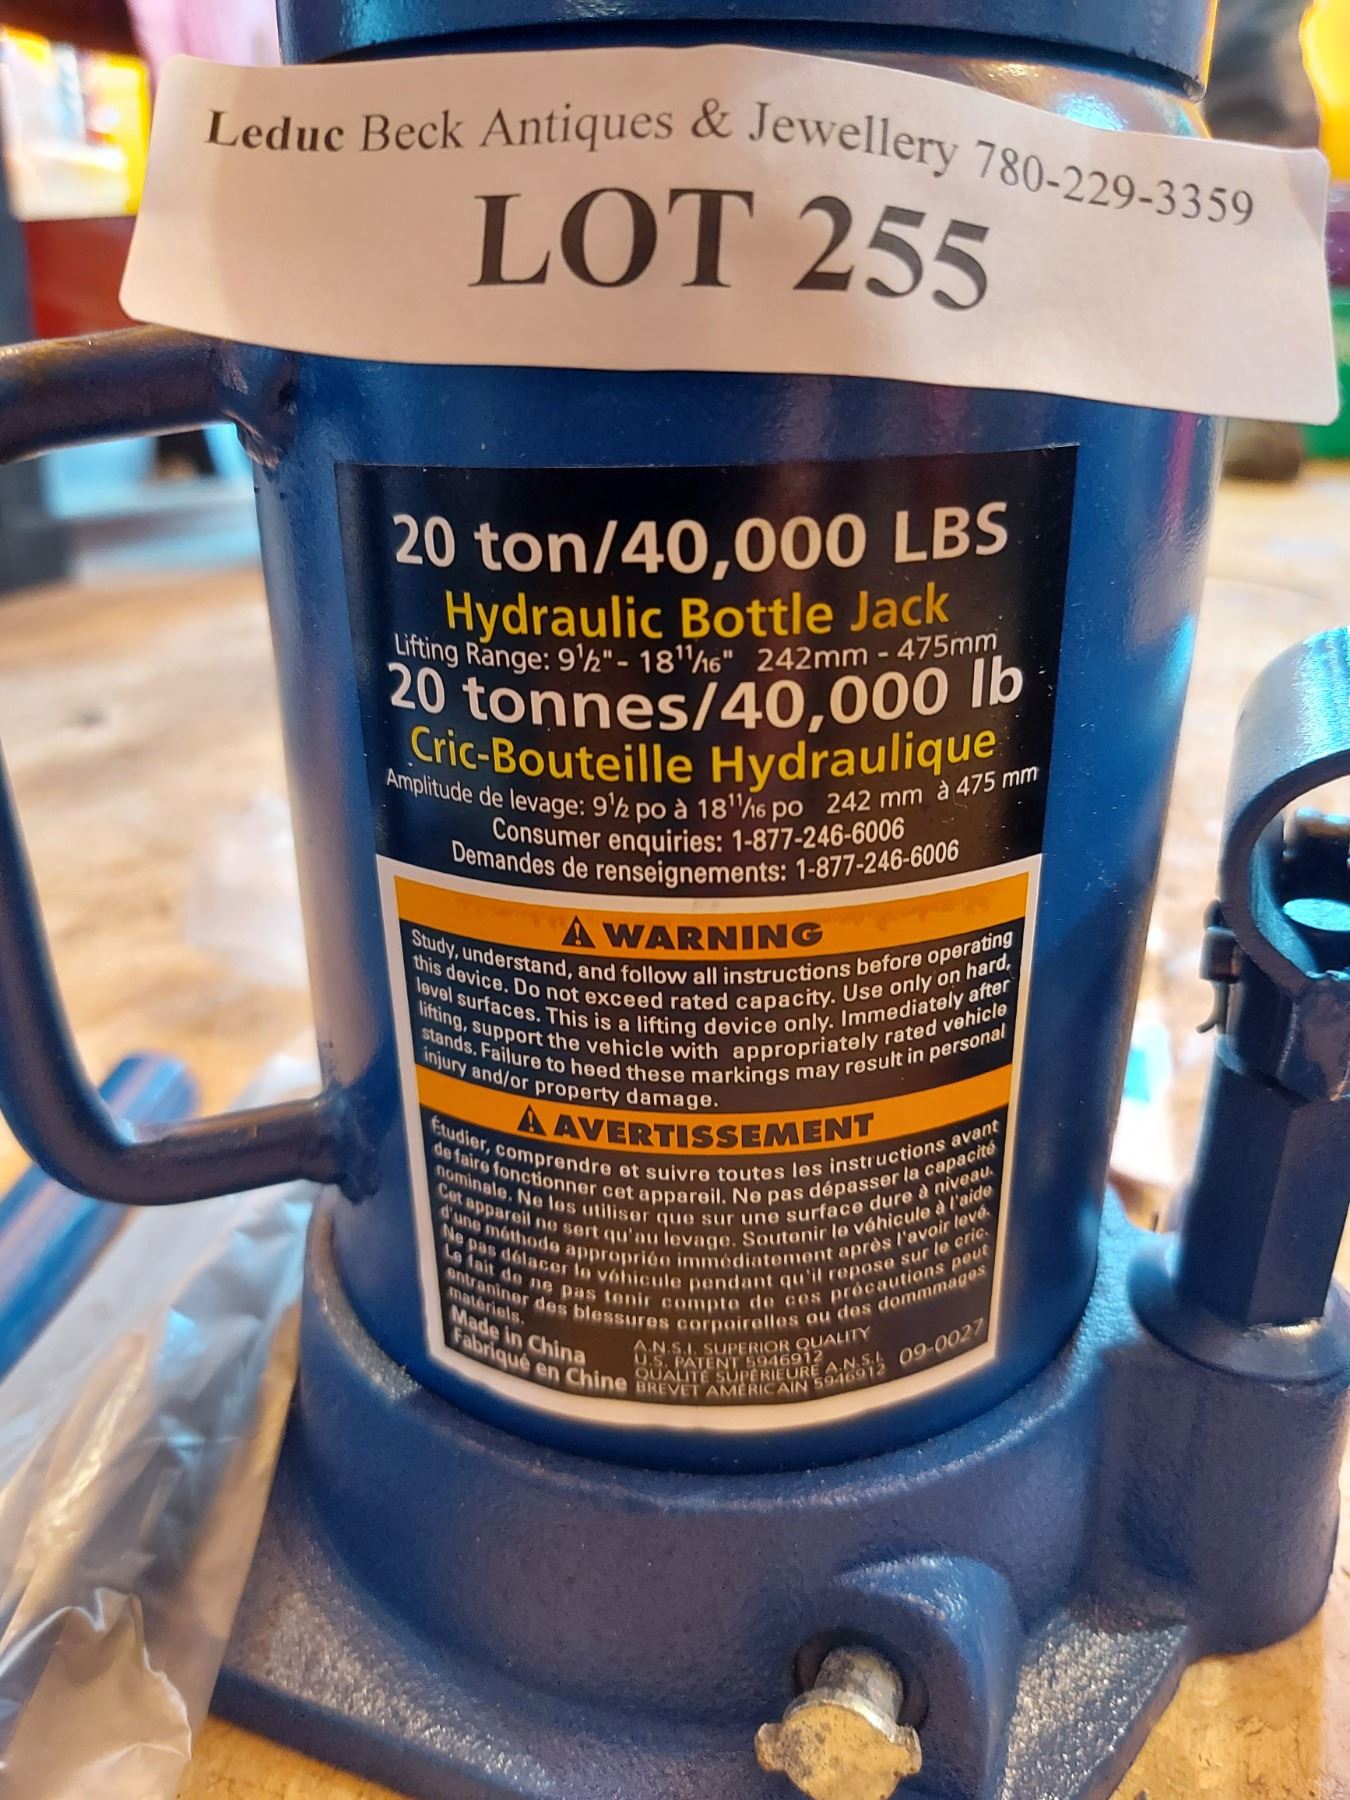 Leduc Beck Antiques & Jewellery 780-229-3359
LOT 255
20 ton/40,000 LBS
Hydraulic Bottle Jack
Lifting Range: 9½"- 18¹¹/₁₆" 242mm - 475mm
20 tonnes/40,000 lb
Cric-Bouteille Hydraulique
Amplitude de levage: 9½ po à 18¹¹/₁₆ po 242 mm à 475 mm
Consumer enquiries: 1-877-246-6006
Demandes de renseignements: 1-877-246-6006
⚠ WARNING
Study, understand, and follow all instructions before operating
this device. Do not exceed rated capacity. Use only on hard,
level surfaces. This is a lifting device only. Immediately after
lifting, support the vehicle with appropriately rated vehicle
stands. Failure to heed these markings may result in personal
injury and/or property damage.
⚠ AVERTISSEMENT
Étudier, comprendre et suivre toutes les instructions avant
de faire fonctionner cet appareil. Ne pas dépasser la capacité
nominale. Ne les utiliser que sur une surface dure à niveau.
Cet appareil ne sert qu'au levage. Soutenir le véhicule à l'aide
d'une méthode appropriée immédiatement après l'avoir levé.
Ne pas délacer le véhicule pendant qu'il repose sur le cric.
Le fait de ne pas tenir compte de ces précautions peut
entraniner des blessures corpoirelles ou des dommmages
matériels.
Made in China
Fabriqué en Chine
A.N.S.I. SUPERIOR QUALITY
U.S. PATENT 5946912
QUALITÉ SUPÉRIEURE A.N.S.I.
BREVET AMÉRICAIN 5946912
09-0027